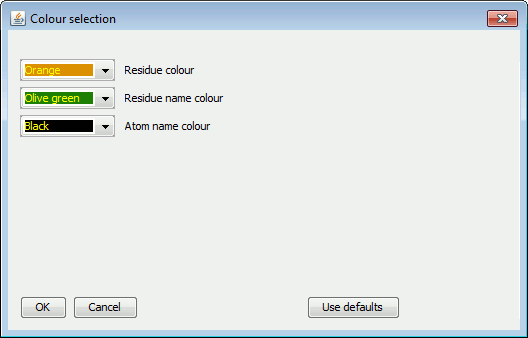 Colour selection
Orange Residue colour
Olive green Residue name colour
Black Atom name colour
OK Cancel Use defaults